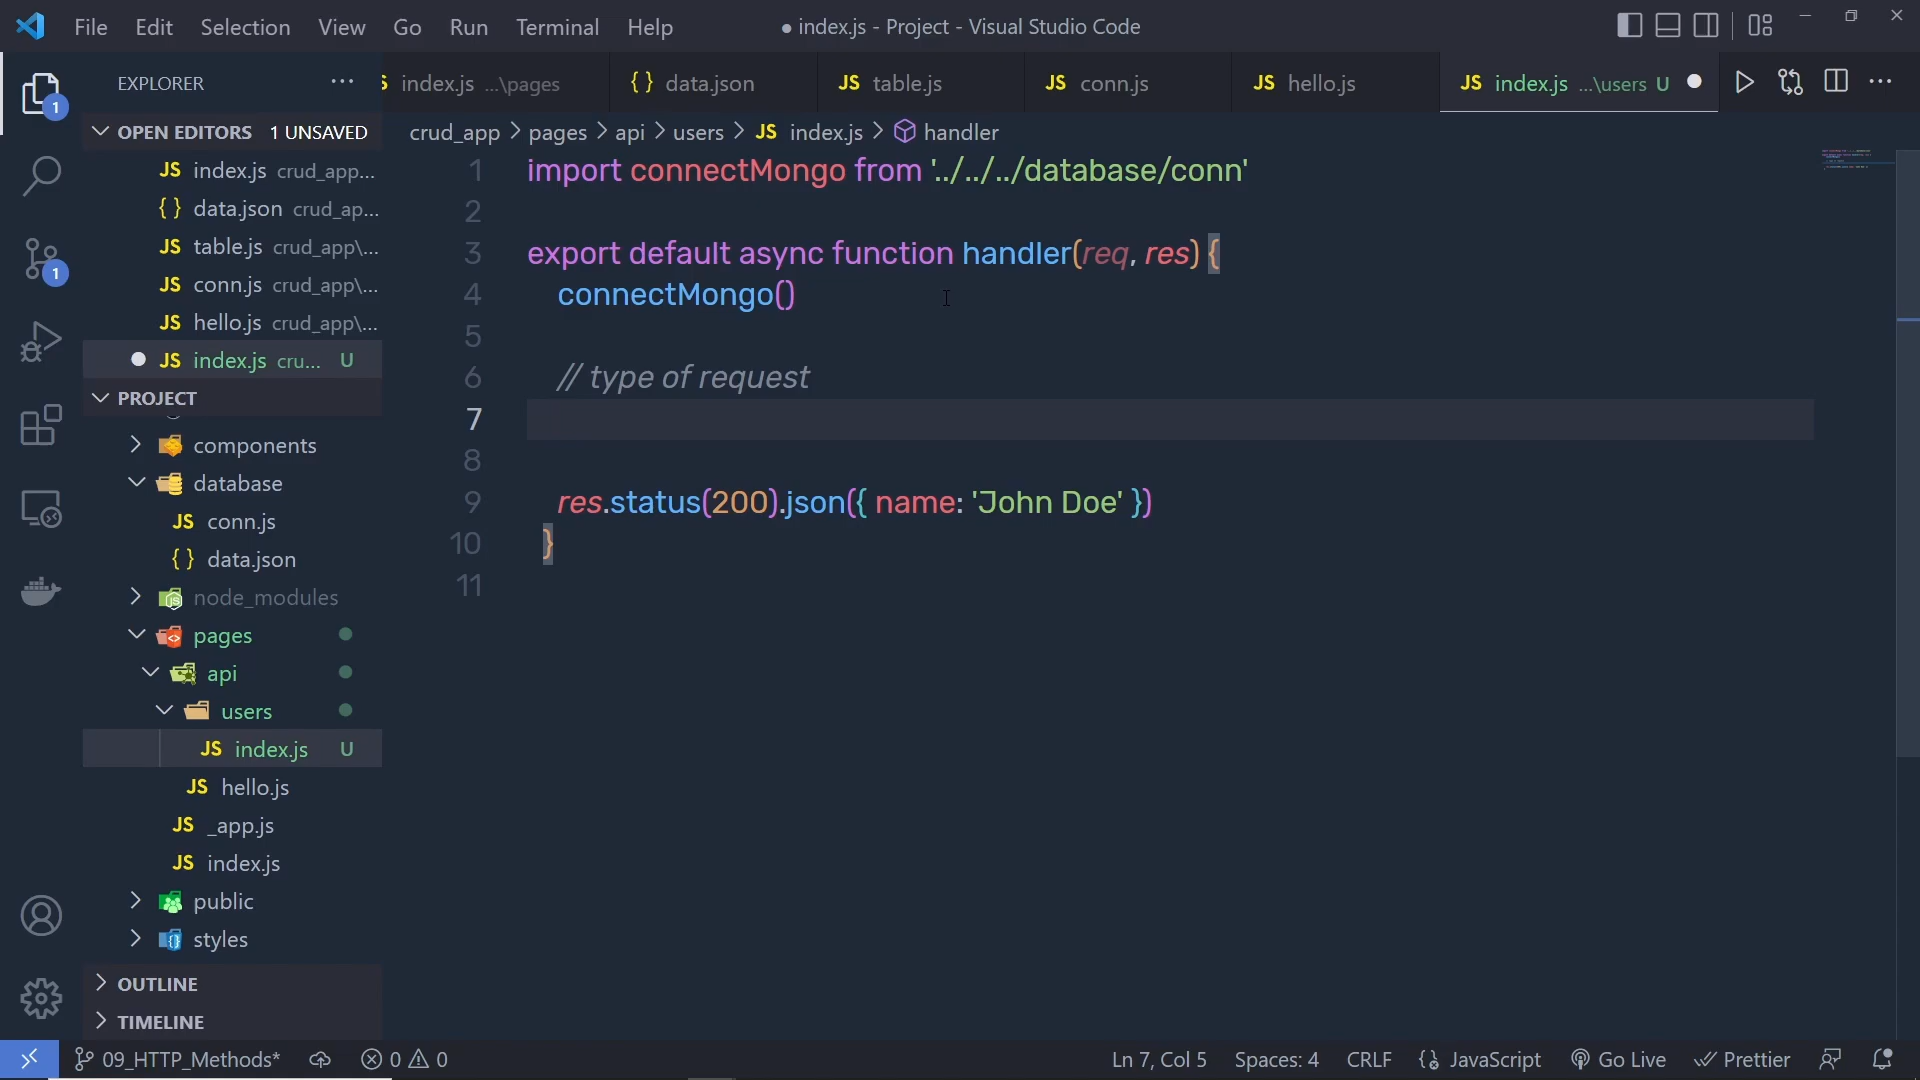 File Edit Selection View Go Run Terminal Help
● index.js - Project - Visual Studio Code
EXPLORER ...
index.js ...\pages
{} data.json
JS table.js
JS conn.js
JS hello.js
JS index.js ...\users U
OPEN EDITORS 1 UNSAVED
JS index.js crud_app...
{} data.json crud_ap...
JS table.js crud_app\...
JS conn.js crud_app\...
JS hello.js crud_app\...
JS index.js cru... U
PROJECT
components
database
JS conn.js
{} data.json
node_modules
pages
api
users
JS index.js U
JS hello.js
JS _app.js
JS index.js
public
styles
OUTLINE
TIMELINE
1
1
crud_app > pages > api > users > JS index.js > handler
1 import connectMongo from '../../../database/conn'
2
3 export default async function handler(req, res) {
4 connectMongo()
5
6 // type of request
7
8
9 res.status(200).json({ name: 'John Doe' })
10 }
11
09_HTTP_Methods* 0 0
Ln 7, Col 5 Spaces: 4 CRLF {} JavaScript Go Live Prettier